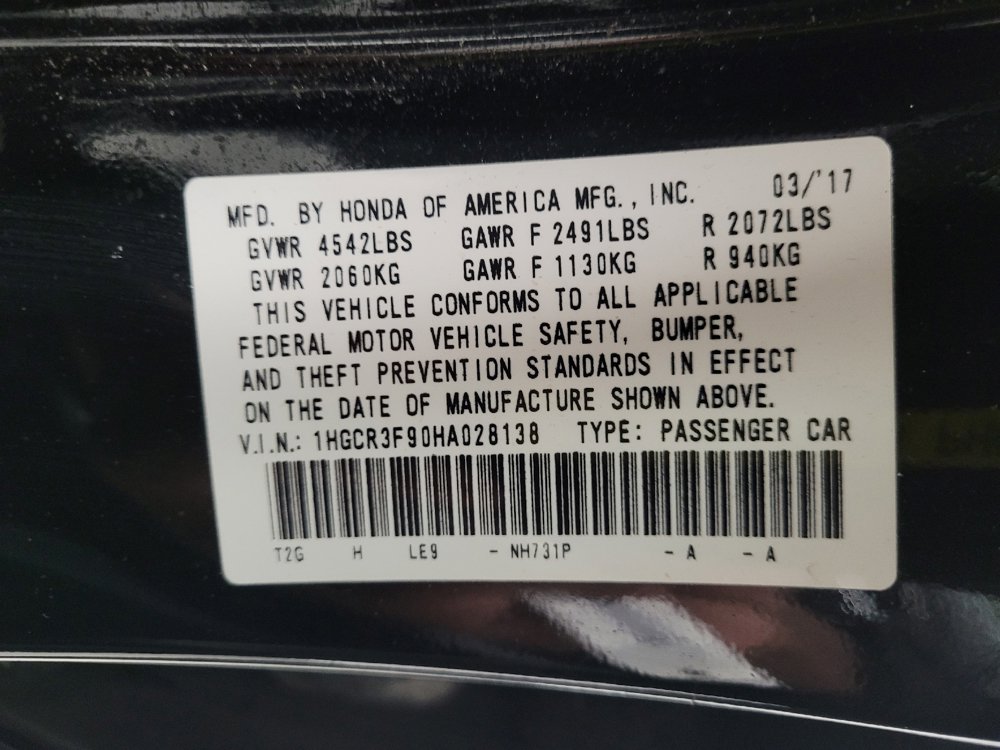 MFD. BY HONDA OF AMERICA MFG., INC. 03/'17
GVWR 4542LBS GAWR F 2491LBS R 2072LBS
GVWR 2060KG GAWR F 1130KG R 940KG
THIS VEHICLE CONFORMS TO ALL APPLICABLE
FEDERAL MOTOR VEHICLE SAFETY, BUMPER,
AND THEFT PREVENTION STANDARDS IN EFFECT
ON THE DATE OF MANUFACTURE SHOWN ABOVE.
V.I.N.: 1HGCR3F90HA028138 TYPE: PASSENGER CAR
T2G H LE9 - NH731P - A - A